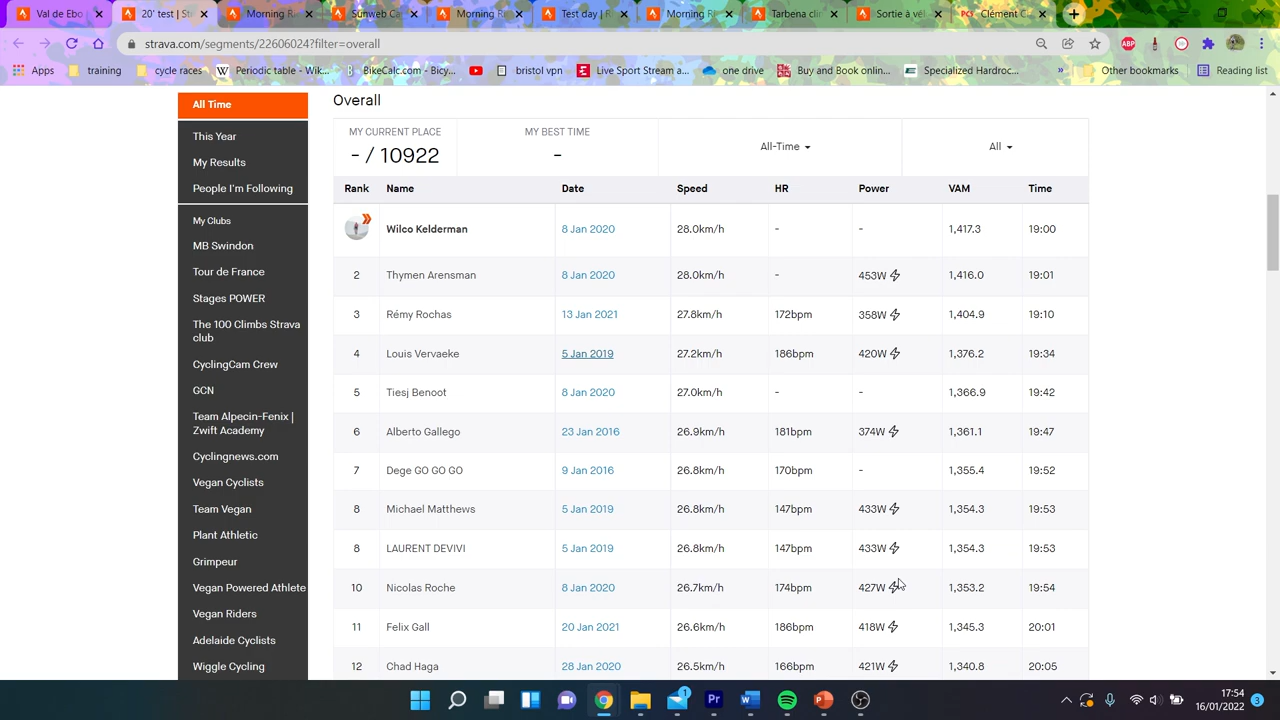 Val de Ebo |
20' test | St
Morning Ri
Sunweb Ca
Morning Ri
Test day | R
Morning Ri
Tarbena cli
Sortie à vél
PCS
Clément C
strava.com/segments/22606024?filter=overall
ABP
Apps
training
cycle races
W Periodic table - Wik...
BikeCalc.com - Bicy...
bristol vpn
Live Sport Stream a...
one drive
Buy and Book onlin...
Specialized Hardroc...
»
Other bookmarks
Reading list
All Time
This Year
My Results
People I'm Following
My Clubs
MB Swindon
Tour de France
Stages POWER
The 100 Climbs Strava
club
CyclingCam Crew
GCN
Team Alpecin-Fenix |
Zwift Academy
Cyclingnews.com
Vegan Cyclists
Team Vegan
Plant Athletic
Grimpeur
Vegan Powered Athlete
Vegan Riders
Adelaide Cyclists
Wiggle Cycling
Overall
MY CURRENT PLACE MY BEST TIME
- / 10922 - All-Time All
Rank Name Date Speed HR Power VAM Time
Wilco Kelderman 8 Jan 2020 28.0km/h - - 1,417.3 19:00
2 Thymen Arensman 8 Jan 2020 28.0km/h - 453W 1,416.0 19:01
3 Rémy Rochas 13 Jan 2021 27.8km/h 172bpm 358W 1,404.9 19:10
4 Louis Vervaeke 5 Jan 2019 27.2km/h 186bpm 420W 1,376.2 19:34
5 Tiesj Benoot 8 Jan 2020 27.0km/h - - 1,366.9 19:42
6 Alberto Gallego 23 Jan 2016 26.9km/h 181bpm 374W 1,361.1 19:47
7 Dege GO GO GO 9 Jan 2016 26.8km/h 170bpm - 1,355.4 19:52
8 Michael Matthews 5 Jan 2019 26.8km/h 147bpm 433W 1,354.3 19:53
8 LAURENT DEVIVI 5 Jan 2019 26.8km/h 147bpm 433W 1,354.3 19:53
10 Nicolas Roche 8 Jan 2020 26.7km/h 174bpm 427W 1,353.2 19:54
11 Felix Gall 20 Jan 2021 26.6km/h 186bpm 418W 1,345.3 20:01
12 Chad Haga 28 Jan 2020 26.5km/h 166bpm 421W 1,340.8 20:05
17:54
16/01/2022